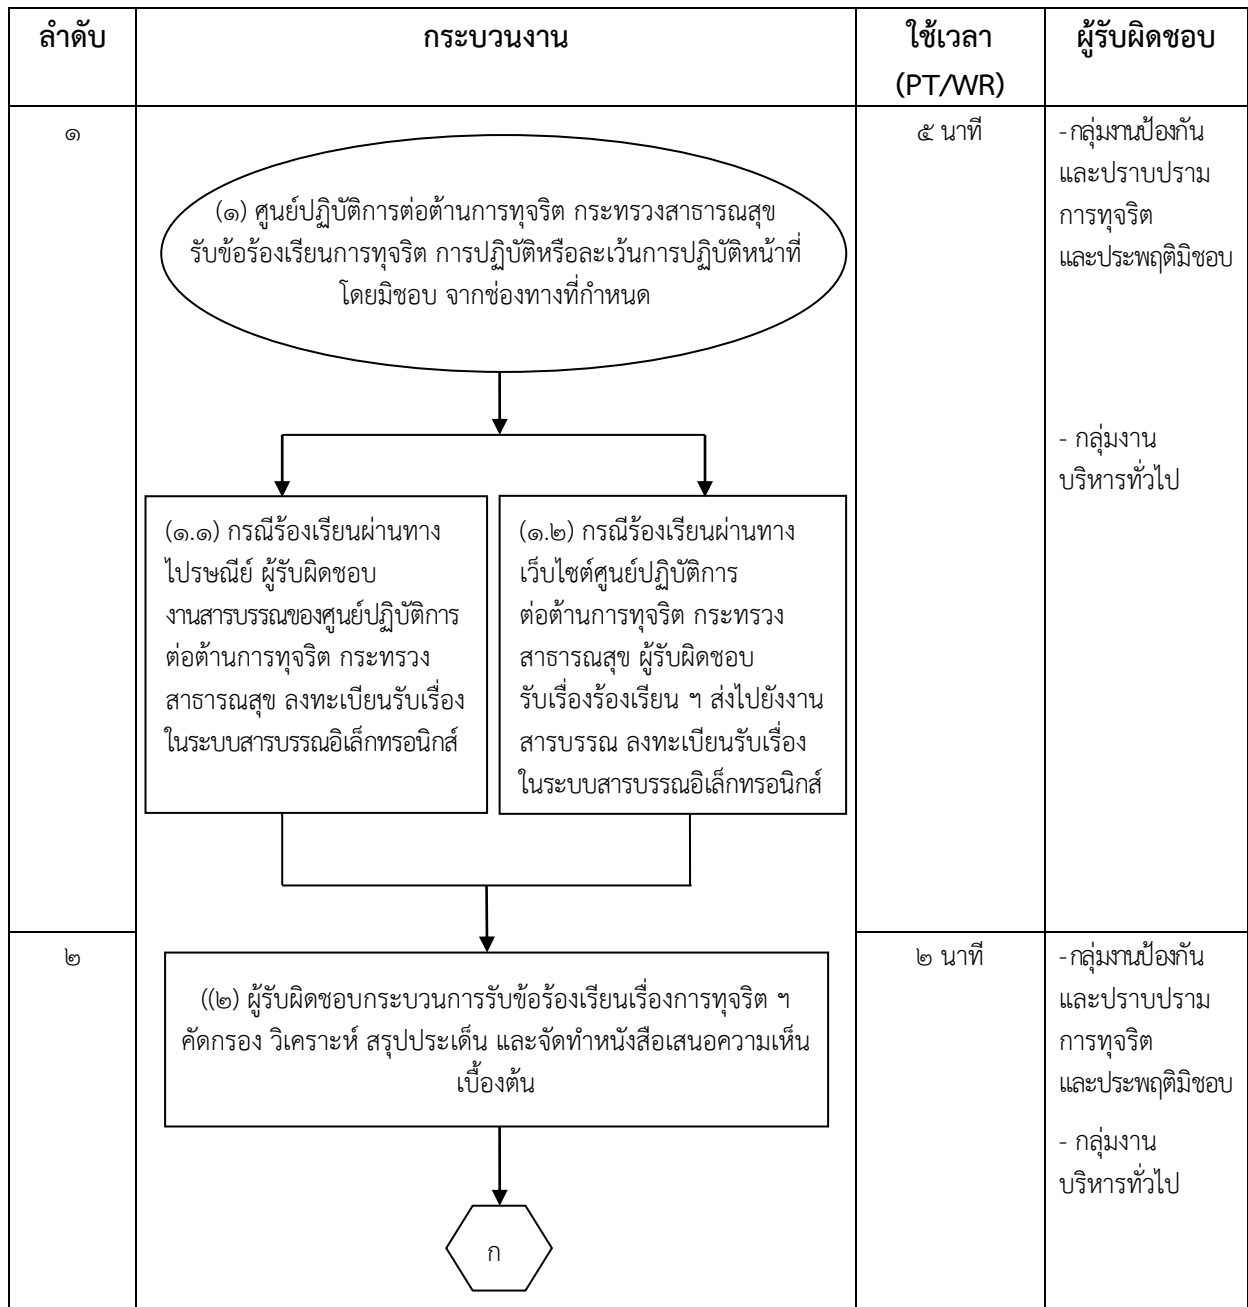 ลำดับ
กระบวนงาน
ใช้เวลา
(PT/WR)
ผู้รับผิดชอบ
๑
(๑) ศูนย์ปฏิบัติการต่อต้านการทุจริต กระทรวงสาธารณสุข
รับข้อร้องเรียนการทุจริต การปฏิบัติหรือละเว้นการปฏิบัติหน้าที่
โดยมิชอบ จากช่องทางที่กำหนด
๕ นาที
-กลุ่มงานป้องกัน
และปราบปราม
การทุจริต
และประพฤติมิชอบ
- กลุ่มงาน
บริหารทั่วไป
(๑.๑) กรณีร้องเรียนผ่านทาง
ไปรษณีย์ ผู้รับผิดชอบ
งานสารบรรณของศูนย์ปฏิบัติการ
ต่อต้านการทุจริต กระทรวง
สาธารณสุข ลงทะเบียนรับเรื่อง
ในระบบสารบรรณอิเล็กทรอนิกส์
(๑.๒) กรณีร้องเรียนผ่านทาง
เว็บไซต์ศูนย์ปฏิบัติการ
ต่อต้านการทุจริต กระทรวง
สาธารณสุข ผู้รับผิดชอบ
รับเรื่องร้องเรียน ฯ ส่งไปยังงาน
สารบรรณ ลงทะเบียนรับเรื่อง
ในระบบสารบรรณอิเล็กทรอนิกส์
๒
((๒) ผู้รับผิดชอบกระบวนการรับข้อร้องเรียนเรื่องการทุจริต ฯ
คัดกรอง วิเคราะห์ สรุปประเด็น และจัดทำหนังสือเสนอความเห็น
เบื้องต้น
๒ นาที
-กลุ่มงานป้องกัน
และปราบปราม
การทุจริต
และประพฤติมิชอบ
- กลุ่มงาน
บริหารทั่วไป
ก